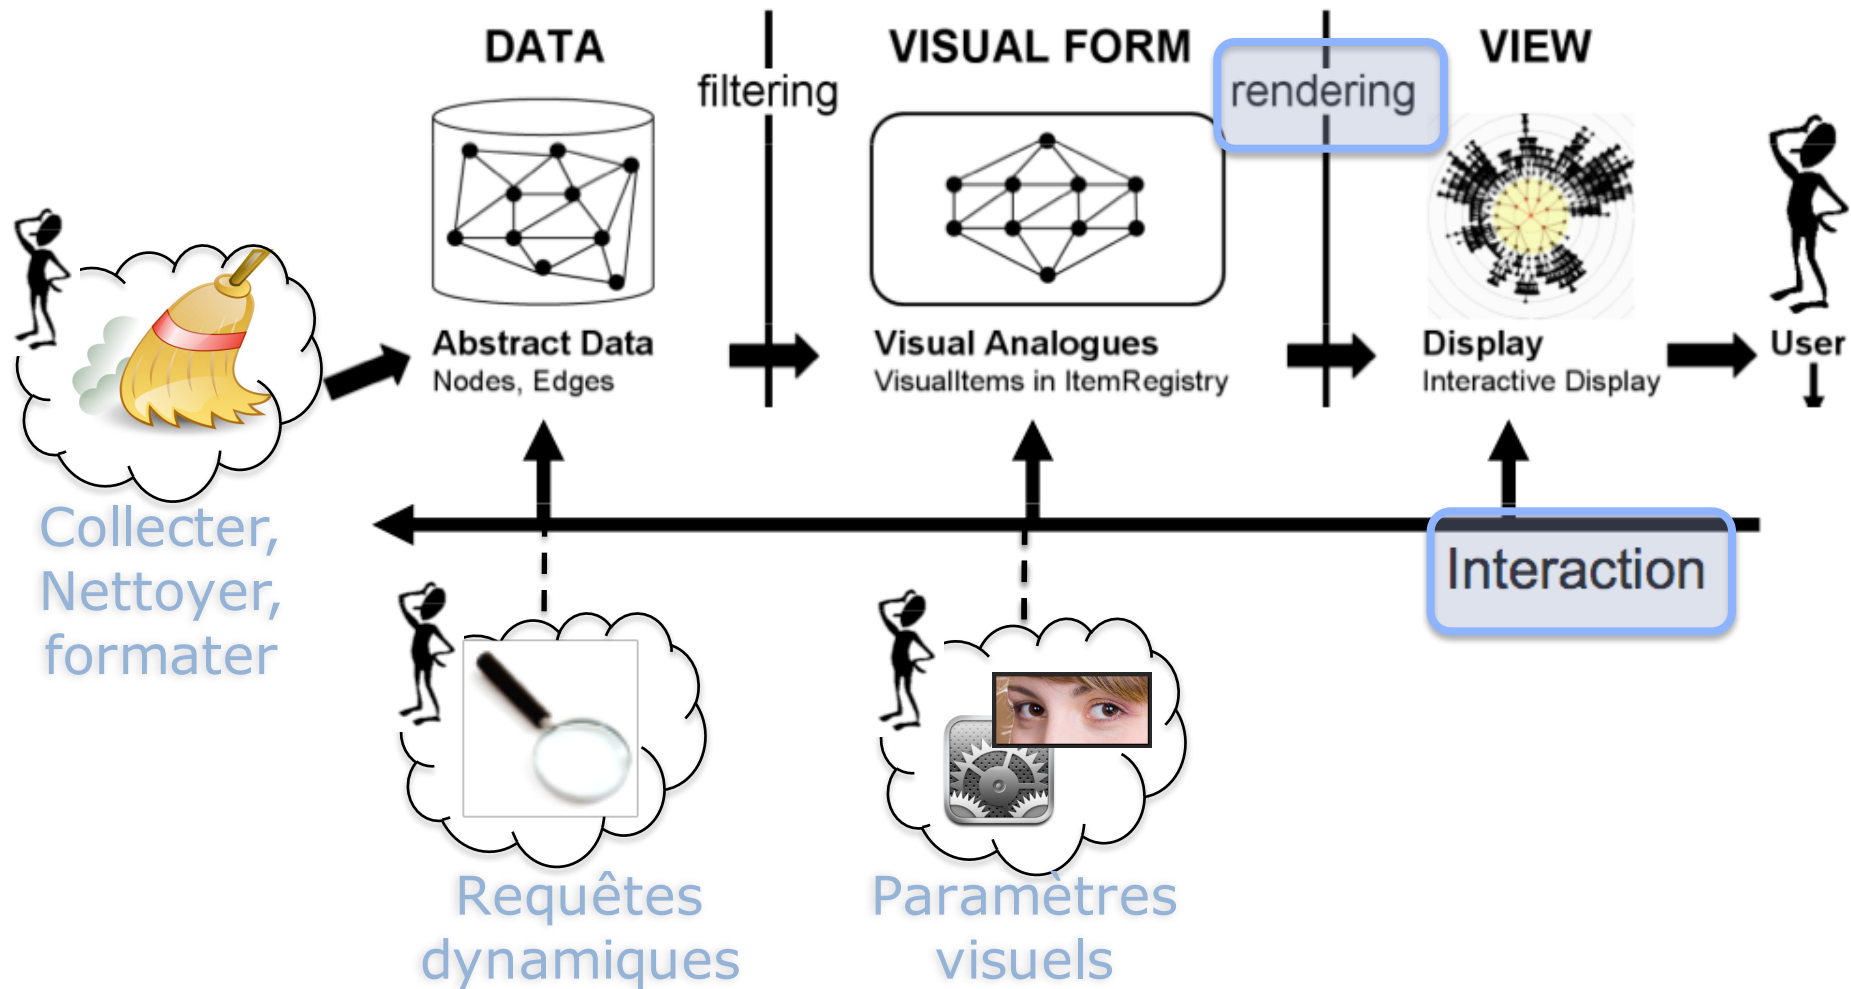 DATA
filtering
VISUAL FORM
rendering
VIEW
Abstract Data
Nodes, Edges
Visual Analogues
VisualItems in ItemRegistry
Display
Interactive Display
User
Collecter,
Nettoyer,
formater
Interaction
Requêtes
dynamiques
Paramètres
visuels